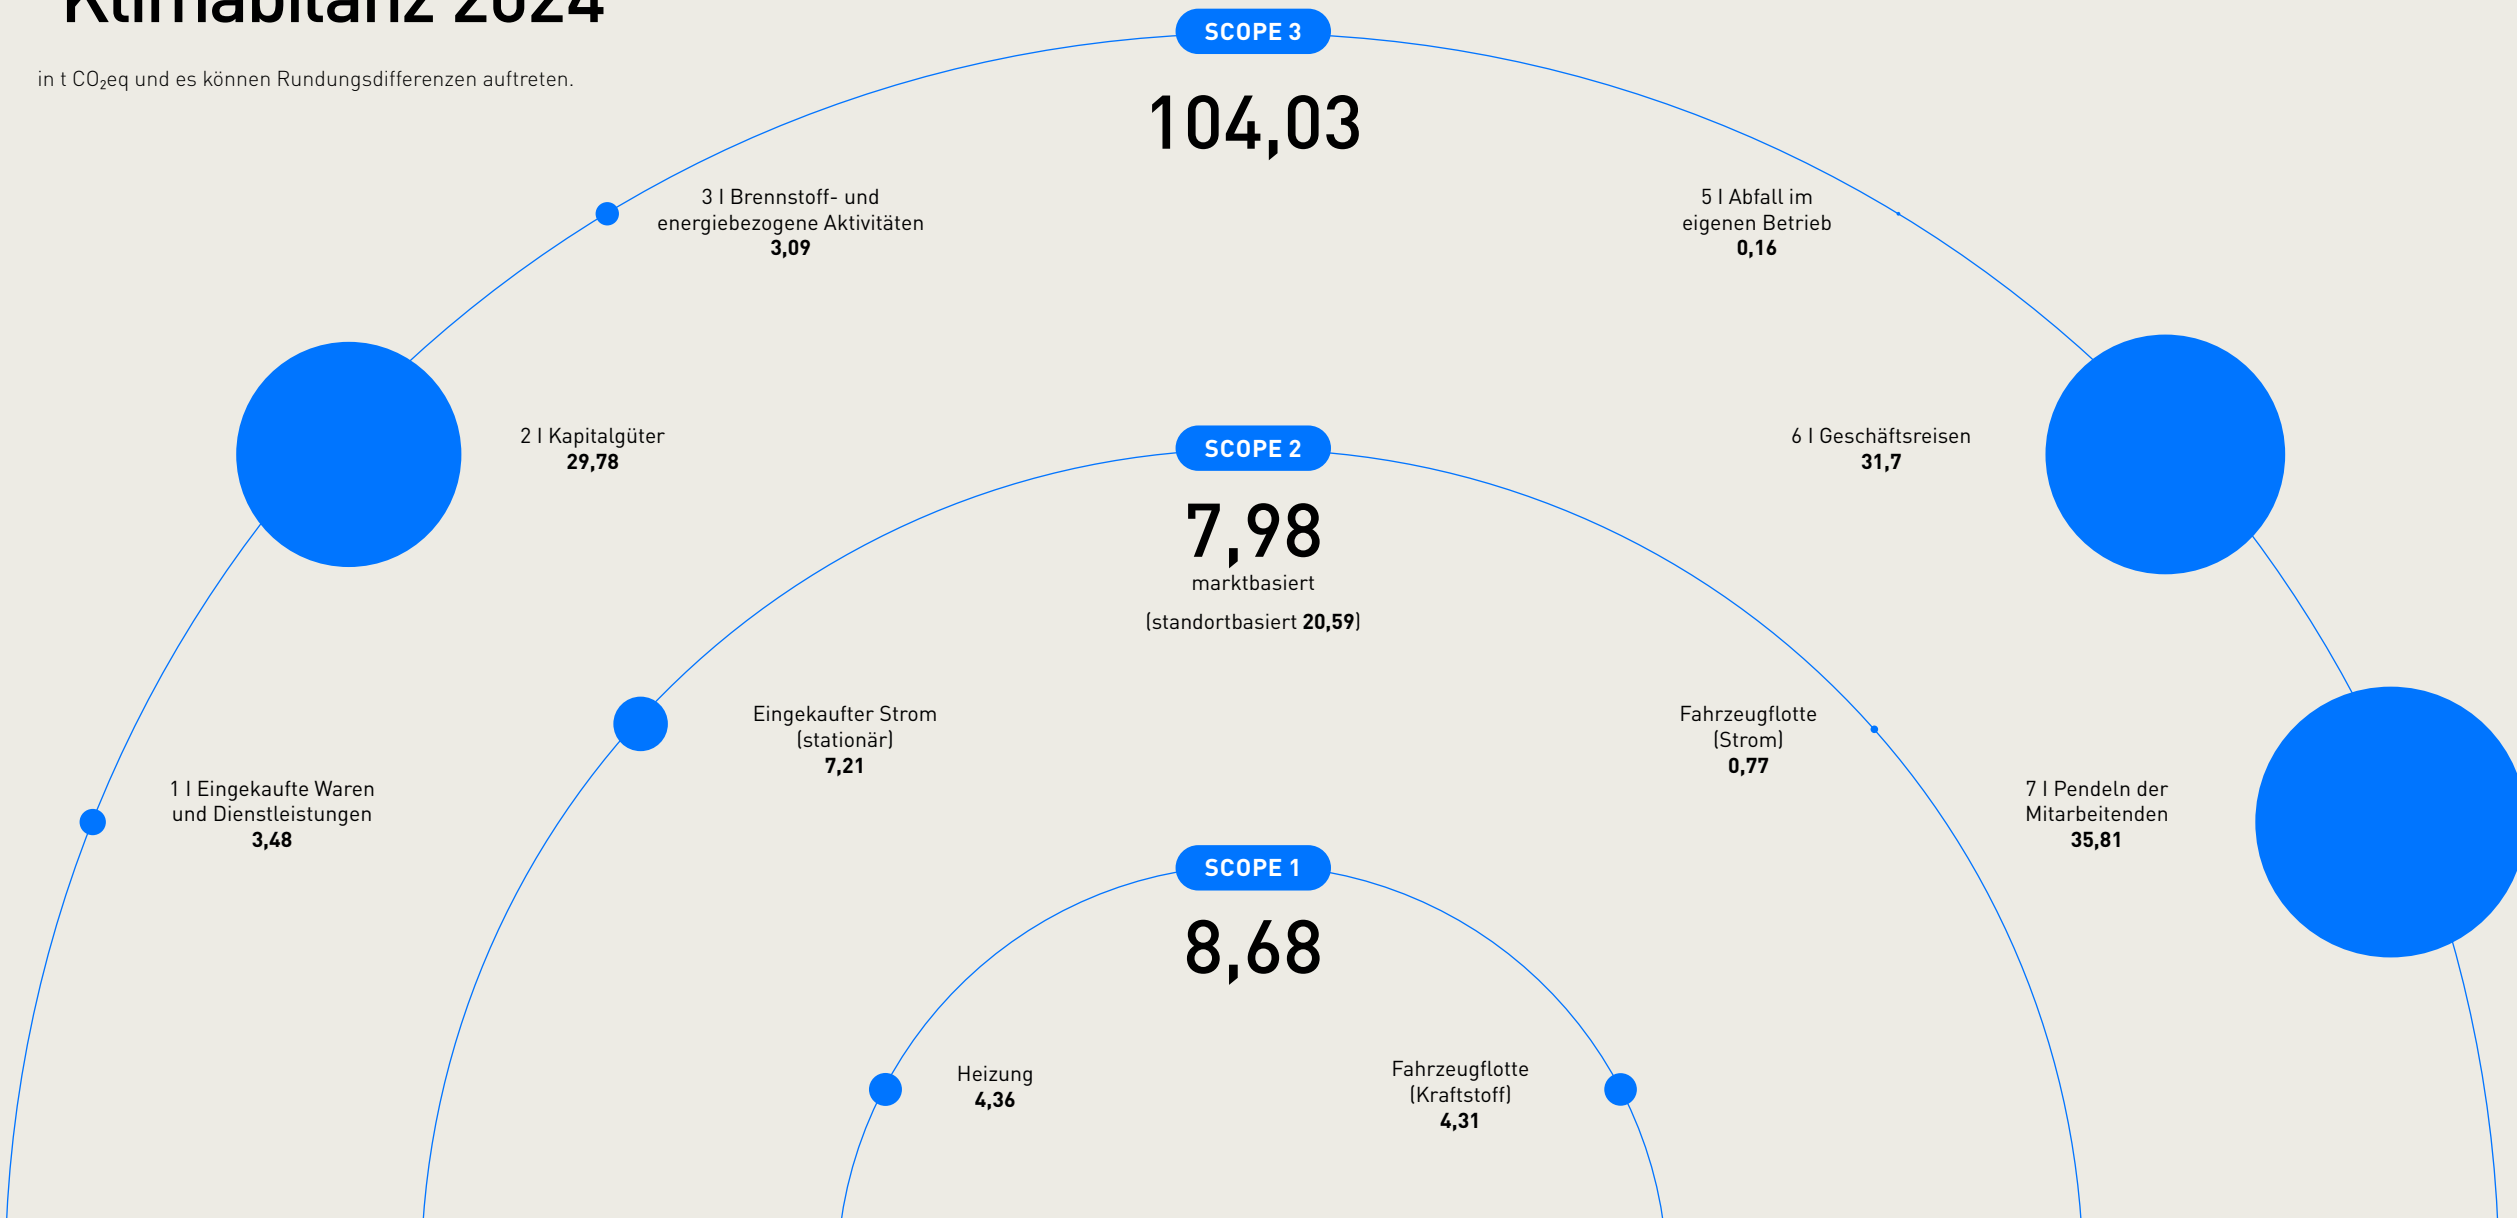 Klimabilanz 2024
in t CO₂eq und es können Rundungsdifferenzen auftreten.
SCOPE 3
104,03
3 I Brennstoff- und
energiebezogene Aktivitäten
3,09
5 I Abfall im
eigenen Betrieb
0,16
2 I Kapitalgüter
29,78
6 I Geschäftsreisen
31,7
SCOPE 2
7,98
marktbasiert
(standortbasiert 20,59)
Eingekaufter Strom
(stationär)
7,21
Fahrzeugflotte
(Strom)
0,77
1 I Eingekaufte Waren
und Dienstleistungen
3,48
7 I Pendeln der
Mitarbeitenden
35,81
SCOPE 1
8,68
Heizung
4,36
Fahrzeugflotte
(Kraftstoff)
4,31